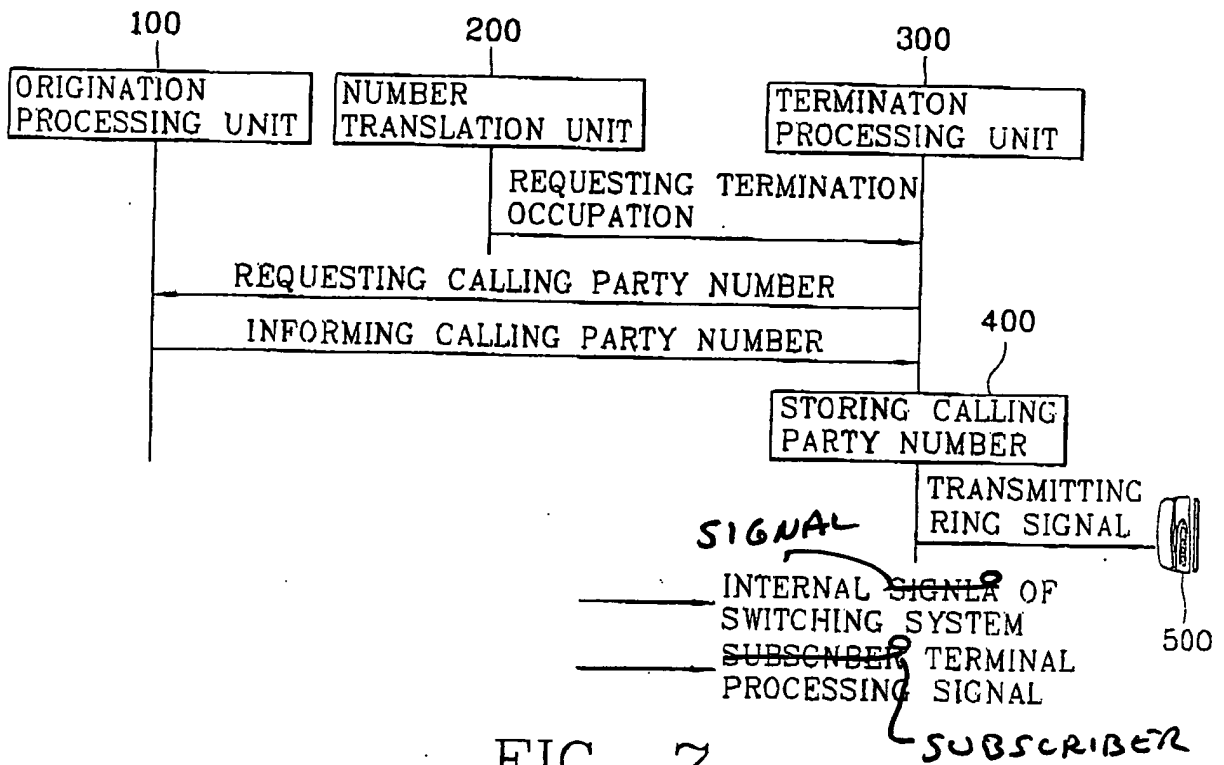 100
200
300
ORIGINATION
PROCESSING UNIT
NUMBER
TRANSLATION UNIT
TERMINATON
PROCESSING UNIT
REQUESTING TERMINATION
OCCUPATION
REQUESTING CALLING PARTY NUMBER
INFORMING CALLING PARTY NUMBER
400
STORING CALLING
PARTY NUMBER
TRANSMITTING
RING SIGNAL
500
SIGNAL
INTERNAL SIGNLA OF
SWITCHING SYSTEM
SUBSCNBER TERMINAL
PROCESSING SIGNAL
SUBSCRIBER
FIG. 7